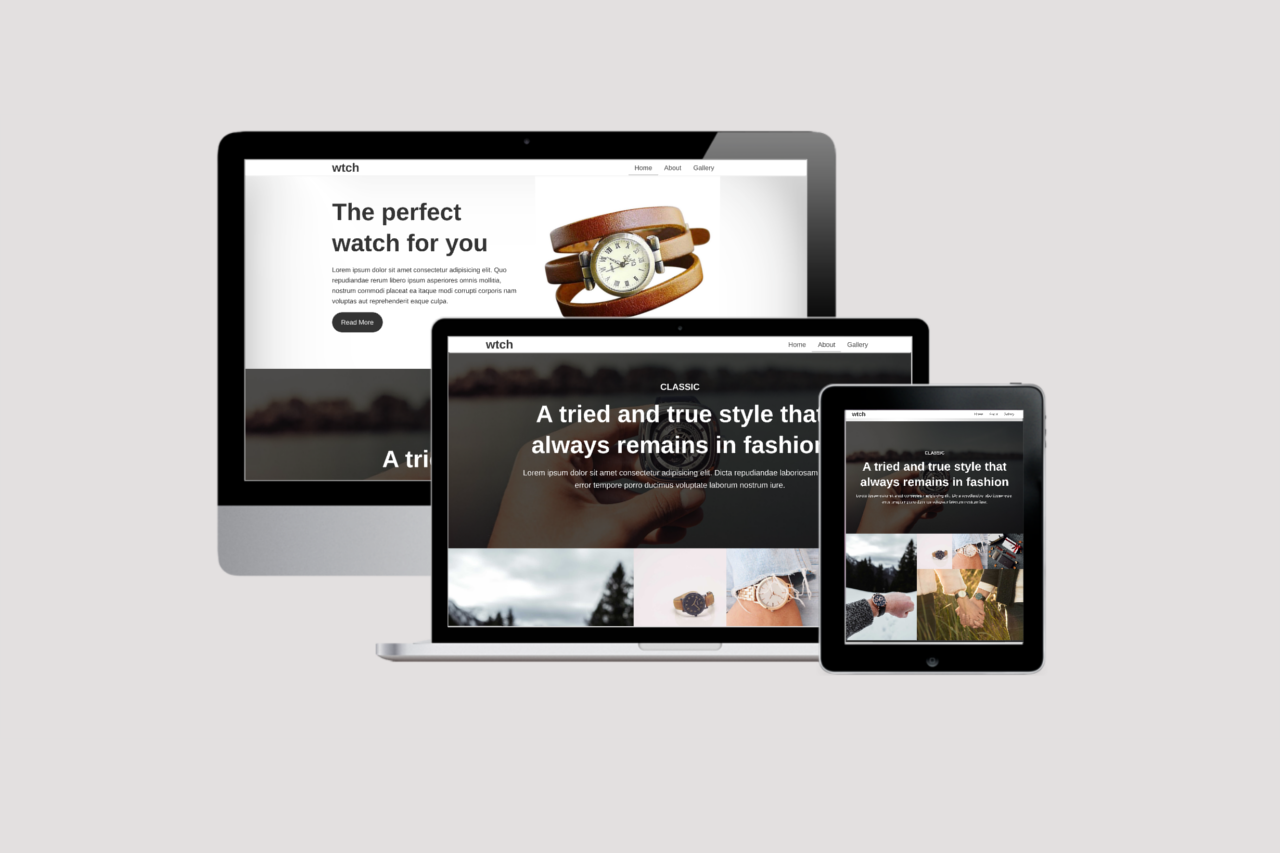 wtch
Home About Gallery
The perfect
watch for you
Lorem ipsum dolor sit amet consectetur adipisicing elit. Quo
repudiandae rerum libero ipsum asperiores omnis mollitia,
nostrum commodi placeat ea itaque modi corrupti corporis nam
voluptas aut reprehenderit eaque culpa.
Read More
A tri
wtch
Home About Gallery
CLASSIC
A tried and true style that
always remains in fashion
Lorem ipsum dolor sit amet consectetur adipisicing elit. Dicta repudiandae laboriosam
error tempore porro ducimus voluptate laborum nostrum iure.
wtch
Home Gallery
CLASSIC
A tried and true style that
always remains in fashion